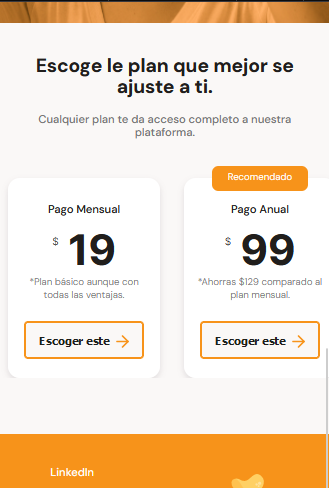 Escoge le plan que mejor se
ajuste a ti.
Cualquier plan te da acceso completo a nuestra
plataforma.
Recomendado
Pago Mensual
$ 19
*Plan básico aunque con
todas las ventajas.
Escoger este
Pago Anual
$ 99
*Ahorras $129 comparado al
plan mensual.
Escoger este
LinkedIn